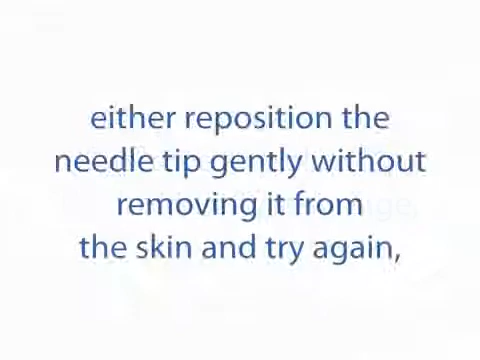 either reposition the
needle tip gently without
removing it from
the skin and try again,